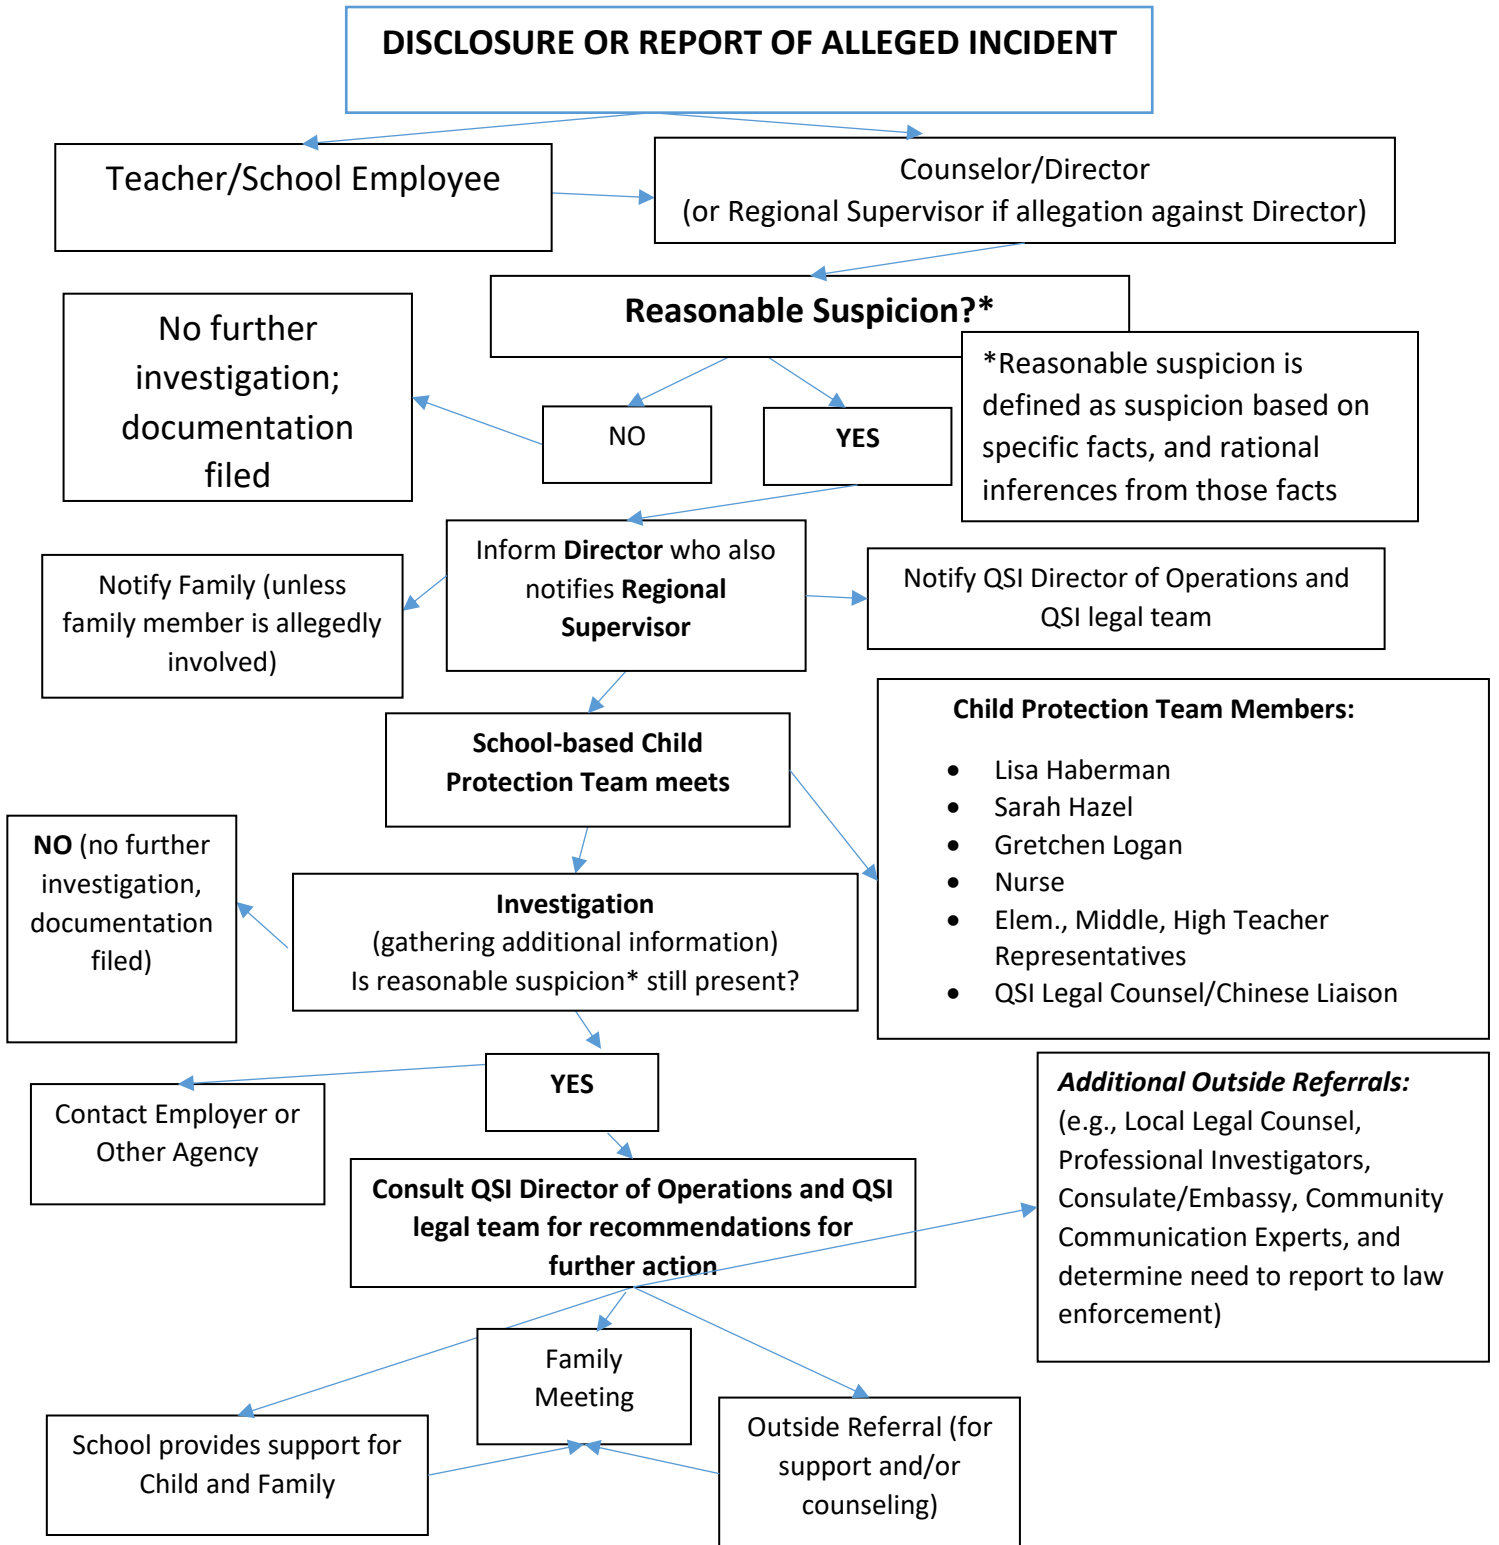 DISCLOSURE OR REPORT OF ALLEGED INCIDENT
Teacher/School Employee
Counselor/Director
(or Regional Supervisor if allegation against Director)
Reasonable Suspicion?*
No further
investigation;
documentation
filed
NO
YES
*Reasonable suspicion is
defined as suspicion based on
specific facts, and rational
inferences from those facts
Inform Director who also
notifies Regional
Supervisor
Notify Family (unless
family member is allegedly
involved)
Notify QSI Director of Operations and
QSI legal team
School-based Child
Protection Team meets
Child Protection Team Members:
• Lisa Haberman
• Sarah Hazel
• Gretchen Logan
• Nurse
• Elem., Middle, High Teacher
Representatives
• QSI Legal Counsel/Chinese Liaison
NO (no further
investigation,
documentation
filed)
Investigation
(gathering additional information)
Is reasonable suspicion* still present?
YES
Contact Employer or
Other Agency
Additional Outside Referrals:
(e.g., Local Legal Counsel,
Professional Investigators,
Consulate/Embassy, Community
Communication Experts, and
determine need to report to law
enforcement)
Consult QSI Director of Operations and QSI
legal team for recommendations for
further action
Family
Meeting
School provides support for
Child and Family
Outside Referral (for
support and/or
counseling)